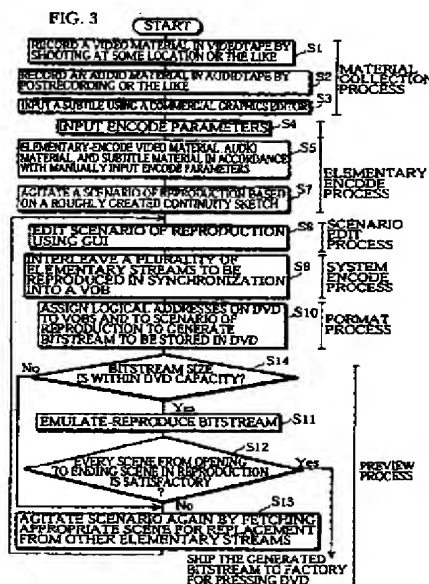 FIG. 3
START
RECORD A VIDEO MATERIAL IN VIDEOTAPE BY
SHOOTING AT SOME LOCATION OR THE LIKE
S1
RECORD AN AUDIO MATERIAL IN AUDIOTAPE BY
POSTRECORDING OR THE LIKE
S2
INPUT A SUBTILE USING A COMMERCAL GRAPHICS EDITOR
S3
MATERIAL
COLLECTION
PROCESS
INPUT ENCODE PARAMETERS
S4
ELEMENTARY-ENCODE VIDEO MATERIAL, AUDIO
MATERIAL, AND SUBTITLE MATERIAL IN ACCORDANCE
WITH MANUALLY INPUT ENCODE PARAMETERS
S5
AGITATE A SCENARIO OF REPRODUCTION BASED
ON A ROUGHLY CREATED CONTINUITY SKETCH
S7
ELEMENTARY
ENCODE
PROCESS
EDIT SCENARIO OF REPRODUCTION
USING GUI
SCENARIO
EDIT
PROCESS
INTERLEAVE A PLURALITY OF
ELEMENTARY STREAMS TO BE
REPRODUCED IN SYNCHRONIZATION
INTO A VOB
S9
SYSTEM
ENCODE
PROCESS
ASSIGN LOGICAL ADDRESSES ON DVD
TO VOBS AND TO SCENARIO OF
REPRODUCTION TO GENERATE
BITSTREAM TO BE STORED IN DVD
S10
FORMAT
PROCESS
No
BITSTREAM SIZE
IS WITHIN DVD CAPACITY?
S14
Yes
EMULATE-REPRODUCE BITSTREAM
S11
S12
EVERY SCENE FROM OPENING
TO ENDING SCENE IN REPRODUCTION
IS SATISFACTORY
?
Yes
No
S13
AGITATE SCENARIO AGAIN BY FETCHING
APPROPRIATE SCENE FOR REPLACEMENT
FROM OTHER ELEMENTARY STREAMS
PREVIEW
PROCESS
SHIP THE GENERATED
BITSTREAM TO FACTORY
FOR PRESSING DVD